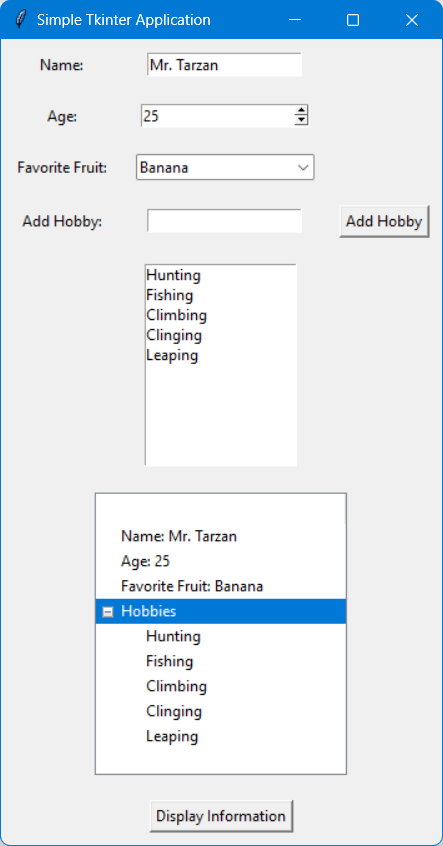 Simple Tkinter Application
Name: Mr. Tarzan
Age: 25
Favorite Fruit: Banana
Add Hobby: Add Hobby
Hunting
Fishing
Climbing
Clinging
Leaping
Name: Mr. Tarzan
Age: 25
Favorite Fruit: Banana
Hobbies
Hunting
Fishing
Climbing
Clinging
Leaping
Display Information